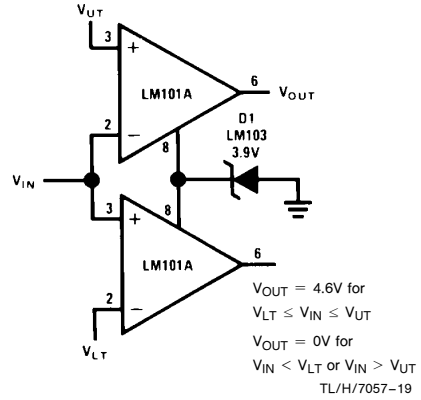 VUT
3
+
LM101A
6
VOUT
2
−
8
D1
LM103
3.9V
VIN
3
+
8
LM101A
6
2
−
VLT
VOUT = 4.6V for
VLT ≤ VIN ≤ VUT
VOUT = 0V for
VIN < VLT or VIN > VUT
TL/H/7057–19